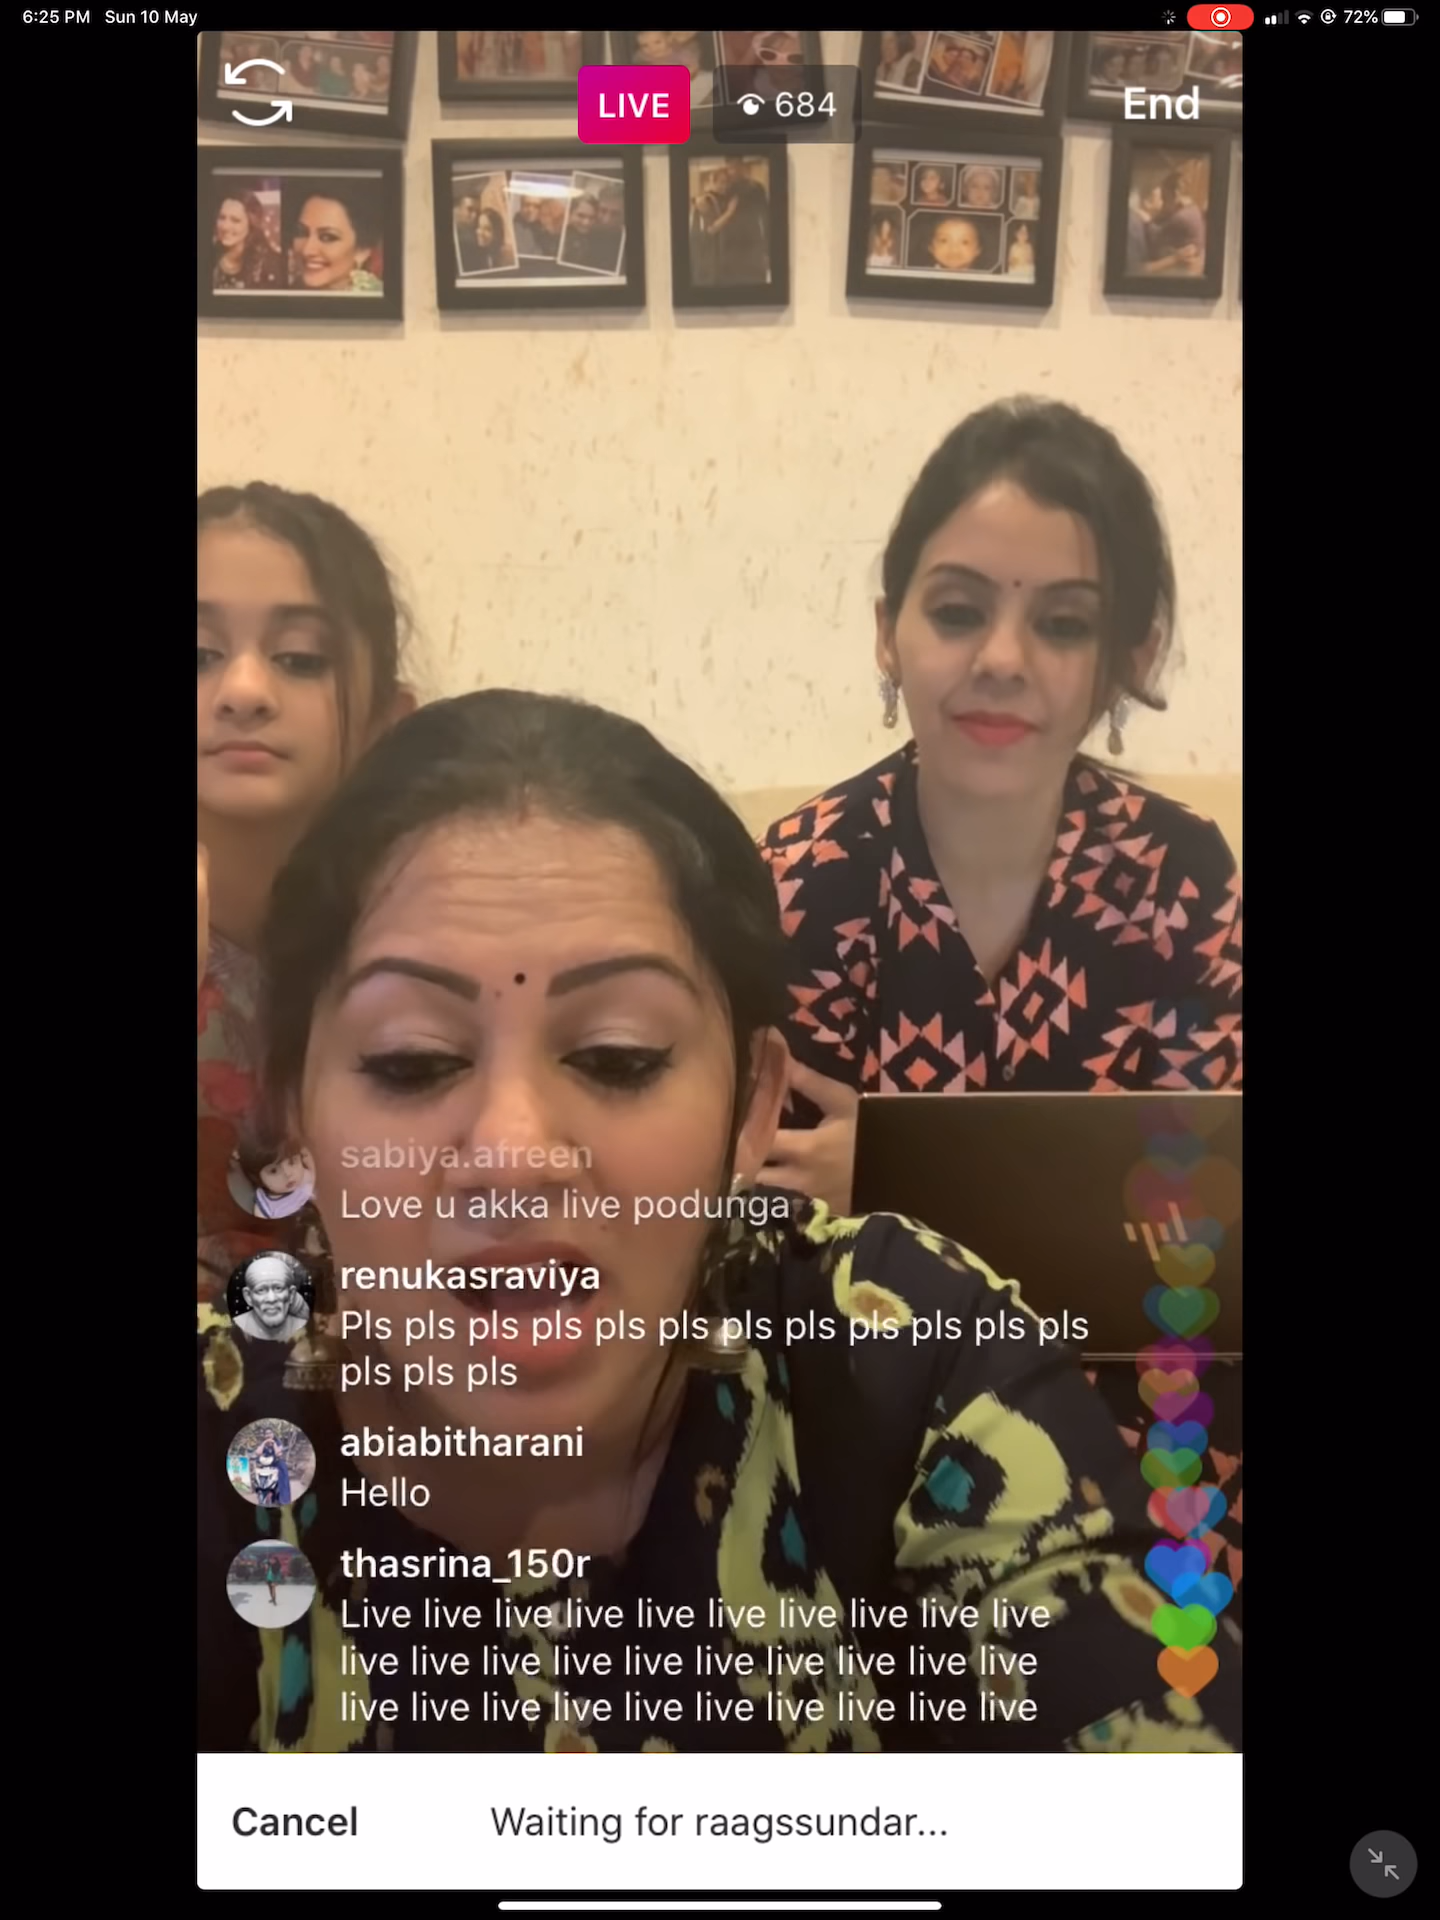 6:25 PM Sun 10 May 72%
LIVE 684 End
sabiya.afreen
Love u akka live podunga
renukasraviya
Pls pls pls pls pls pls pls pls pls pls pls pls
pls pls pls
abiabitharani
Hello
thasrina_150r
Live live live live live live live live live live
live live live live live live live live live live
live live live live live live live live live live
Cancel Waiting for raagssundar...